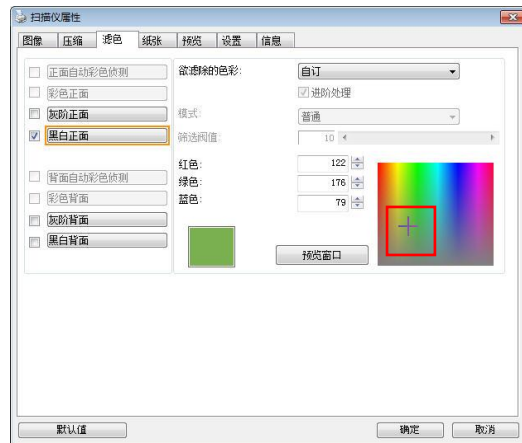 扫描仪属性
图像 压缩 滤色 纸张 预览 设置 信息
正面自动彩色侦测
彩色正面
灰阶正面
黑白正面
背面自动彩色侦测
彩色背面
灰阶背面
黑白背面
欲滤除的色彩: 自订
进阶处理
模式: 普通
筛选阀值: 10
红色: 122
绿色: 176
蓝色: 79
预览窗口
默认值 确定 取消